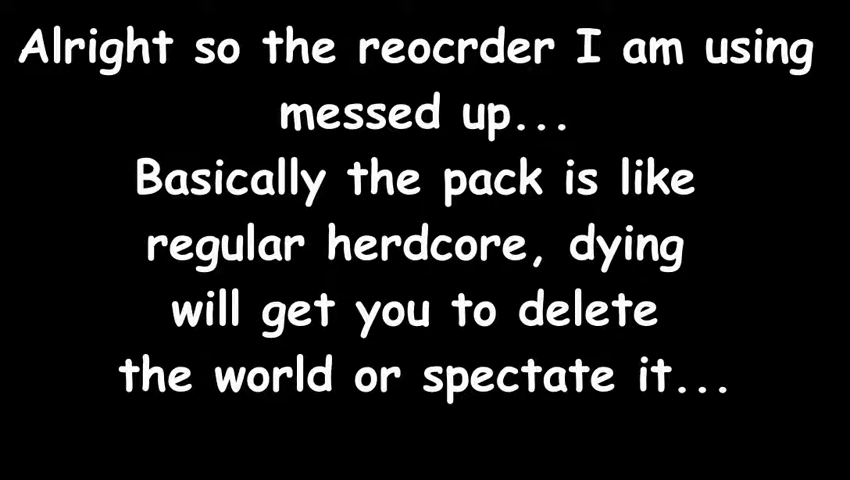 Alright so the reocrder I am using
messed up...
Basically the pack is like
regular herdcore, dying
will get you to delete
the world or spectate it...